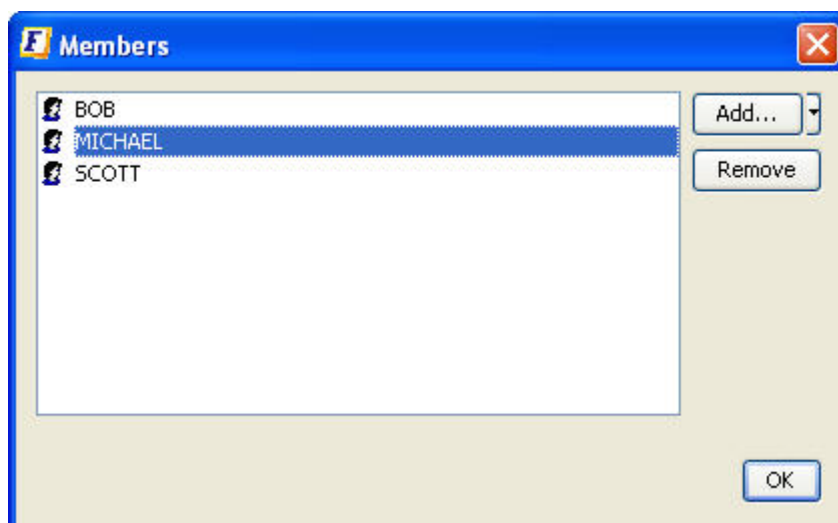 F Members
BOB
MICHAEL
SCOTT
Add...
Remove
OK